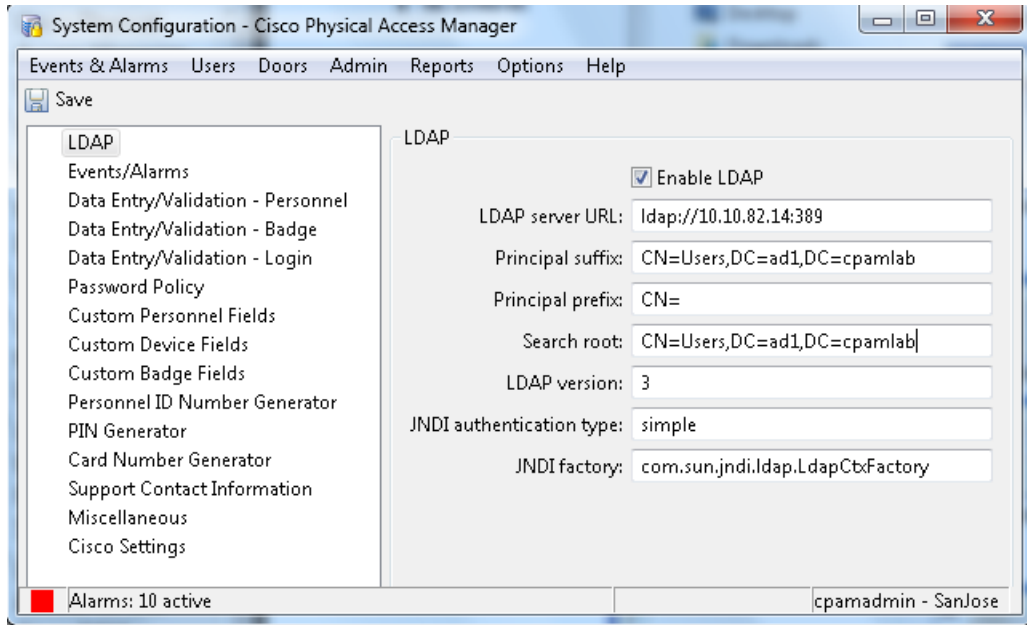 System Configuration - Cisco Physical Access Manager
Events & Alarms Users Doors Admin Reports Options Help
Save
LDAP
Events/Alarms
Data Entry/Validation - Personnel
Data Entry/Validation - Badge
Data Entry/Validation - Login
Password Policy
Custom Personnel Fields
Custom Device Fields
Custom Badge Fields
Personnel ID Number Generator
PIN Generator
Card Number Generator
Support Contact Information
Miscellaneous
Cisco Settings
LDAP
Enable LDAP
LDAP server URL: ldap://10.10.82.14:389
Principal suffix: CN=Users,DC=ad1,DC=cpamlab
Principal prefix: CN=
Search root: CN=Users,DC=ad1,DC=cpamlab
LDAP version: 3
JNDI authentication type: simple
JNDI factory: com.sun.jndi.ldap.LdapCtxFactory
Alarms: 10 active
cpamadmin - SanJose